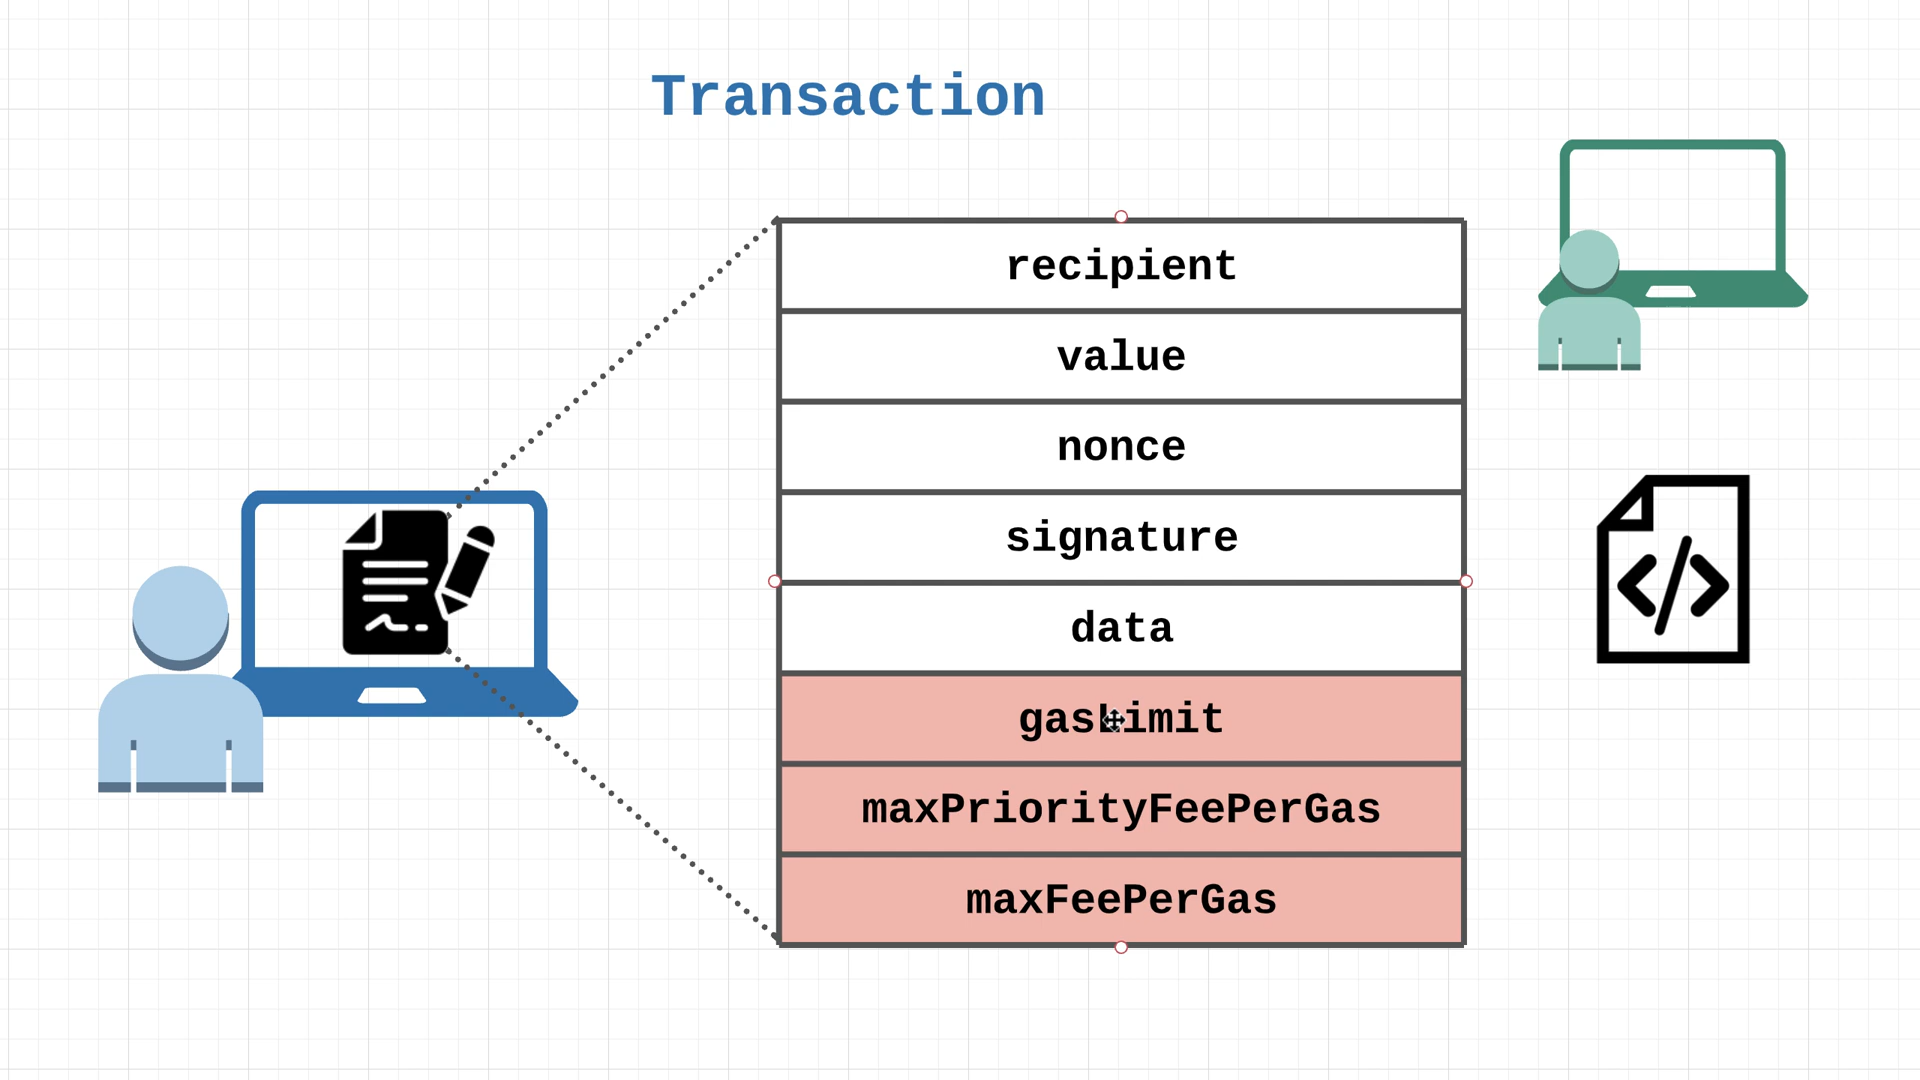 Transaction
recipient
value
nonce
signature
data
gasLimit
maxPriorityFeePerGas
maxFeePerGas
</>